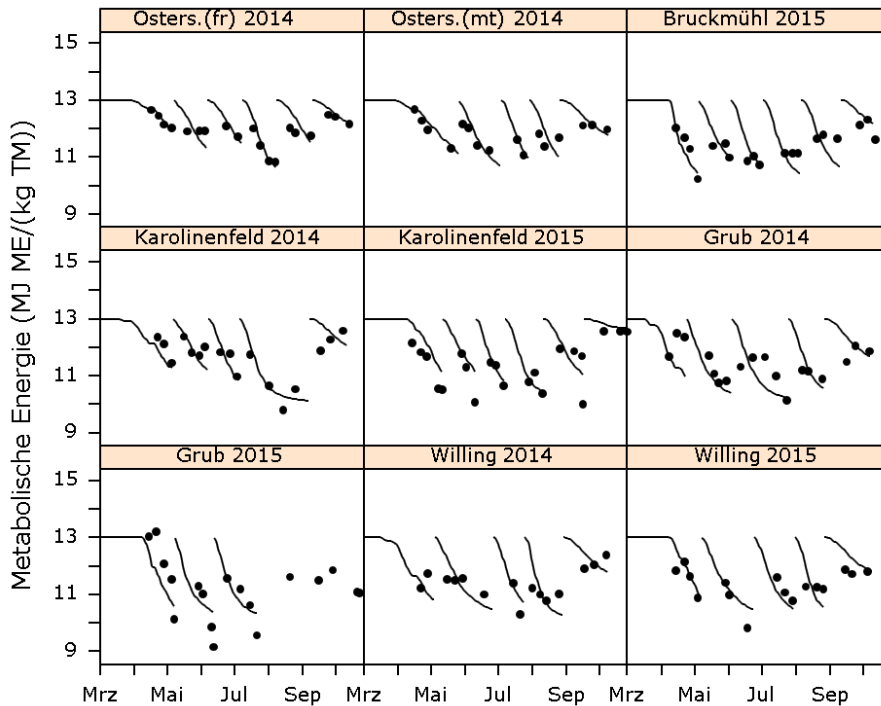 Osters.(fr) 2014 Osters.(mt) 2014 Bruckmühl 2015
15
13
11
9
Karolinenfeld 2014 Karolinenfeld 2015 Grub 2014
15
13
11
9
Grub 2015 Willing 2014 Willing 2015
15
13
11
9
Mrz Mai Jul Sep Mrz Mai Jul Sep Mrz Mai Jul Sep
Metabolische Energie (MJ ME/(kg TM))